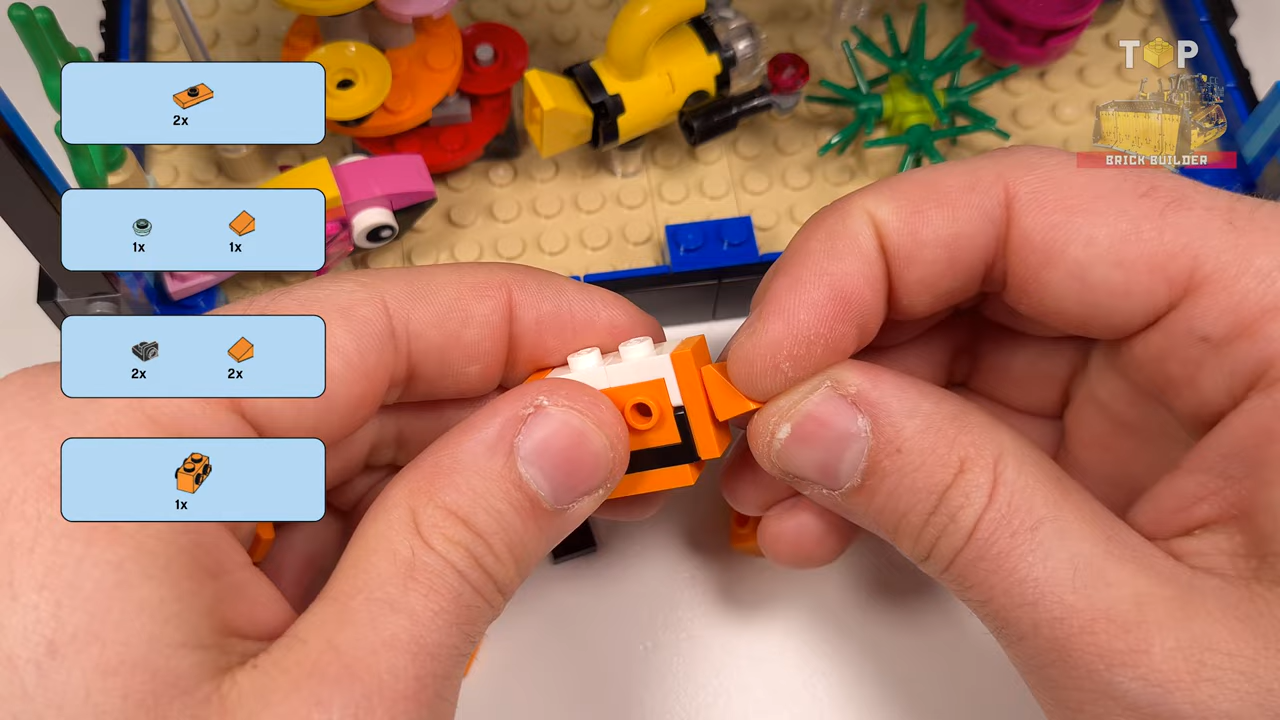 2x
1x 1x
2x 2x
1x
TOP
BRICK BUILDER